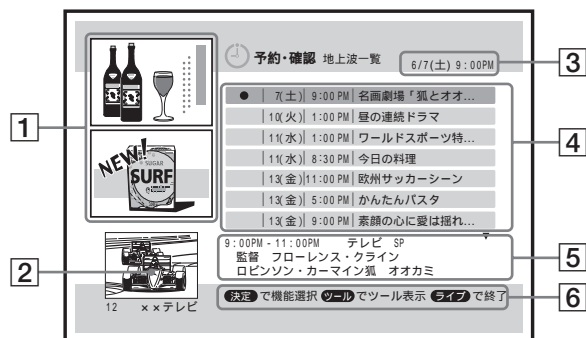 予約・確認 地上波一覧
6/7(土) 9:00PM
1
2
3
4
5
6
NEW!
SUGAR
SURF
● 7(土) 9:00PM 名画劇場「狐とオオ...
10(火) 1:00PM 昼の連続ドラマ
11(水) 1:00PM ワールドスポーツ特...
11(水) 8:30PM 今日の料理
13(金) 11:00PM 欧州サッカーシーン
13(金) 5:00PM かんたんパスタ
13(金) 9:00PM 素顔の心に愛は揺れ...
9:00PM - 11:00PM テレビ SP
監督 フローレンス・クライン
ロビンソン・カーマイン狐 オオカミ
12 ××テレビ
決定 で機能選択 ツール でツール表示 ライブ で終了